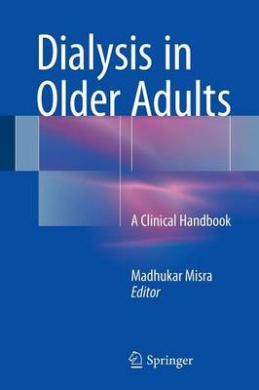 Dialysis in
Older Adults
A Clinical Handbook
Madhukar Misra
Editor
Springer